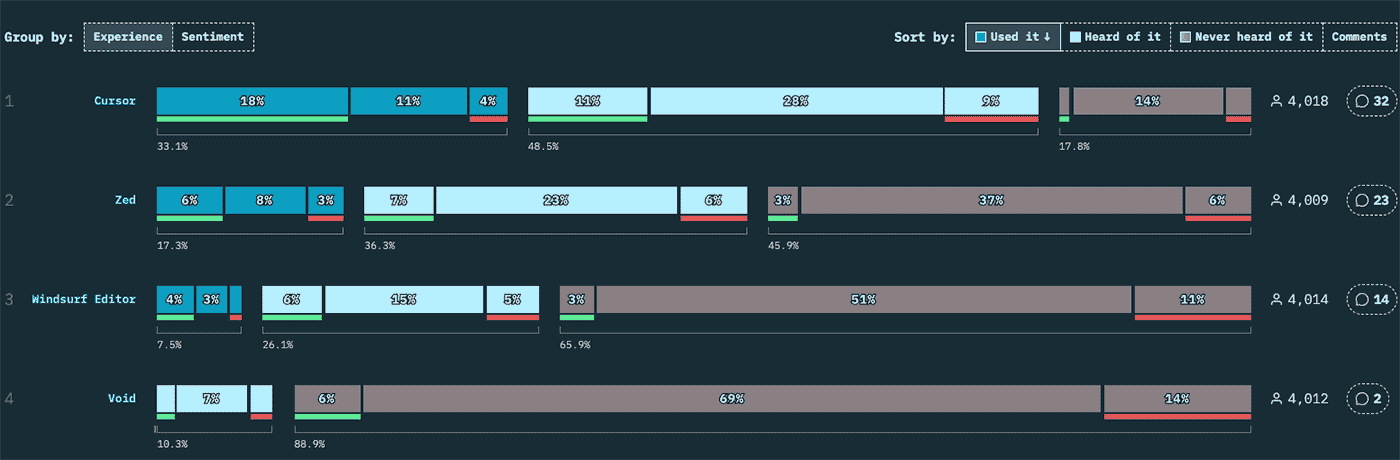 Group by: Experience Sentiment Sort by: Used it ↓ Heard of it Never heard of it Comments
1 Cursor 18% 11% 4% 11% 28% 9% 14% 4,018 32
33.1% 48.5% 17.8%
2 Zed 6% 8% 3% 7% 23% 6% 3% 37% 6% 4,009 23
17.3% 36.3% 45.9%
3 Windsurf Editor 4% 3% 6% 15% 5% 3% 51% 11% 4,014 14
7.5% 26.1% 65.9%
4 Void 7% 6% 69% 14% 4,012 2
10.3% 88.9%